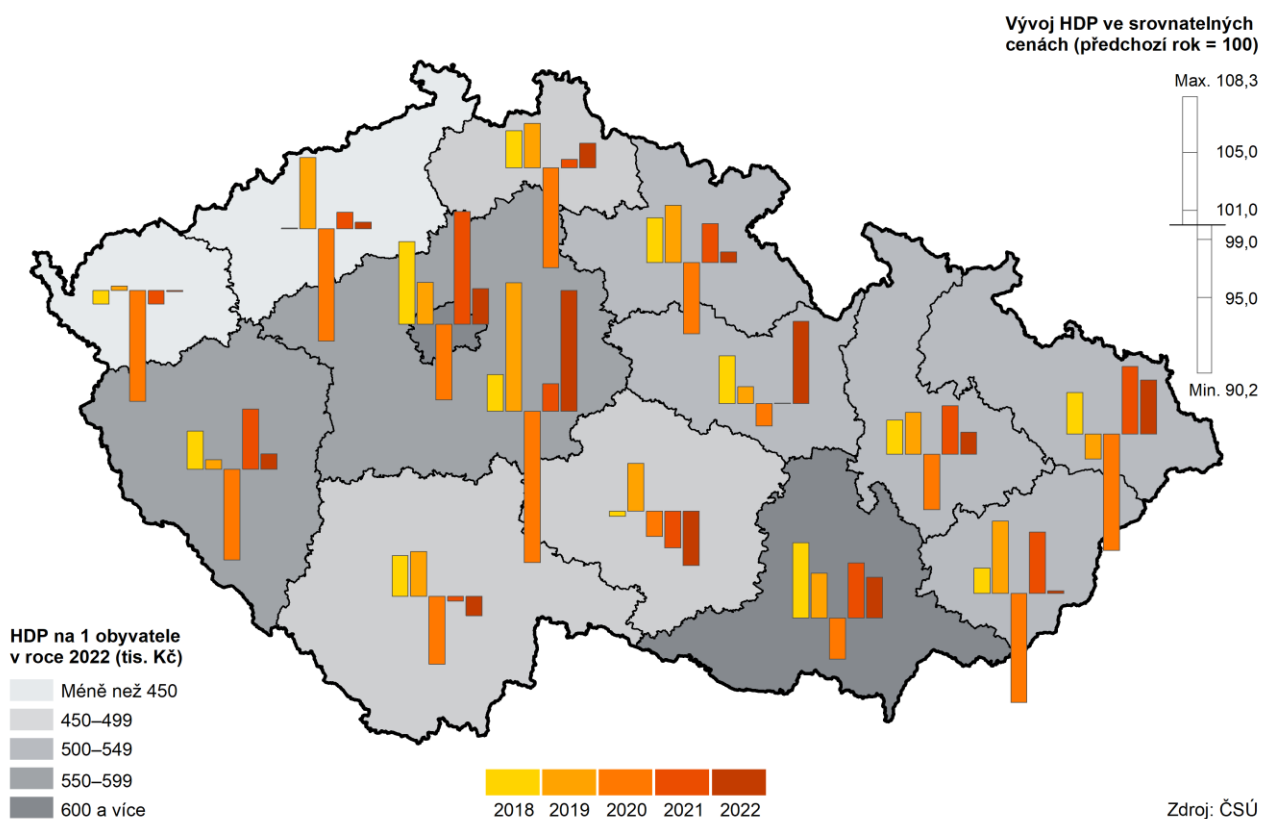 Vývoj HDP ve srovnatelných
cenách (předchozí rok = 100)
Max. 108,3
105,0
101,0
99,0
95,0
Min. 90,2
HDP na 1 obyvatele
v roce 2022 (tis. Kč)
Méně než 450
450–499
500–549
550–599
600 a více
2018 2019 2020 2021 2022
Zdroj: ČSÚ